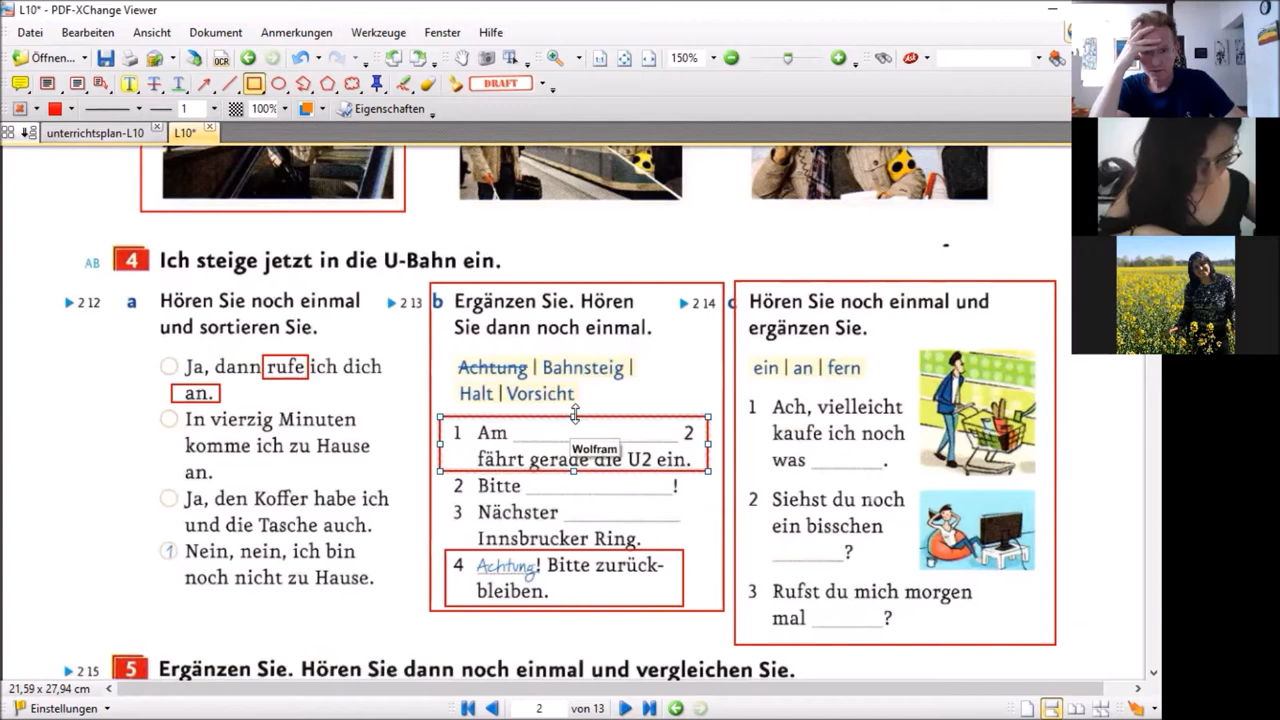 L10* - PDF-XChange Viewer
Datei Bearbeiten Ansicht Dokument Anmerkungen Werkzeuge Fenster Hilfe
Öffnen... OCR 150%
DRAFT
1 100% Eigenschaften
unterrichtsplan-L10 L10*
AB 4 Ich steige jetzt in die U-Bahn ein.
2 12 a Hören Sie noch einmal
und sortieren Sie.
Ja, dann rufe ich dich
an.
In vierzig Minuten
komme ich zu Hause
an.
Ja, den Koffer habe ich
und die Tasche auch.
1 Nein, nein, ich bin
noch nicht zu Hause.
2 13 b Ergänzen Sie. Hören
Sie dann noch einmal.
Achtung | Bahnsteig |
Halt | Vorsicht
1 Am ____ 2
Wolfram
fährt gerade die U2 ein.
2 Bitte ____!
3 Nächster ____
Innsbrucker Ring.
4 Achtung! Bitte zurück-
bleiben.
2 14 c Hören Sie noch einmal und
ergänzen Sie.
ein | an | fern
1 Ach, vielleicht
kaufe ich noch
was ____.
2 Siehst du noch
ein bisschen
____?
3 Rufst du mich morgen
mal ____?
2 15 5 Ergänzen Sie. Hören Sie dann noch einmal und vergleichen Sie.
21,59 x 27,94 cm
Einstellungen 2 von 13